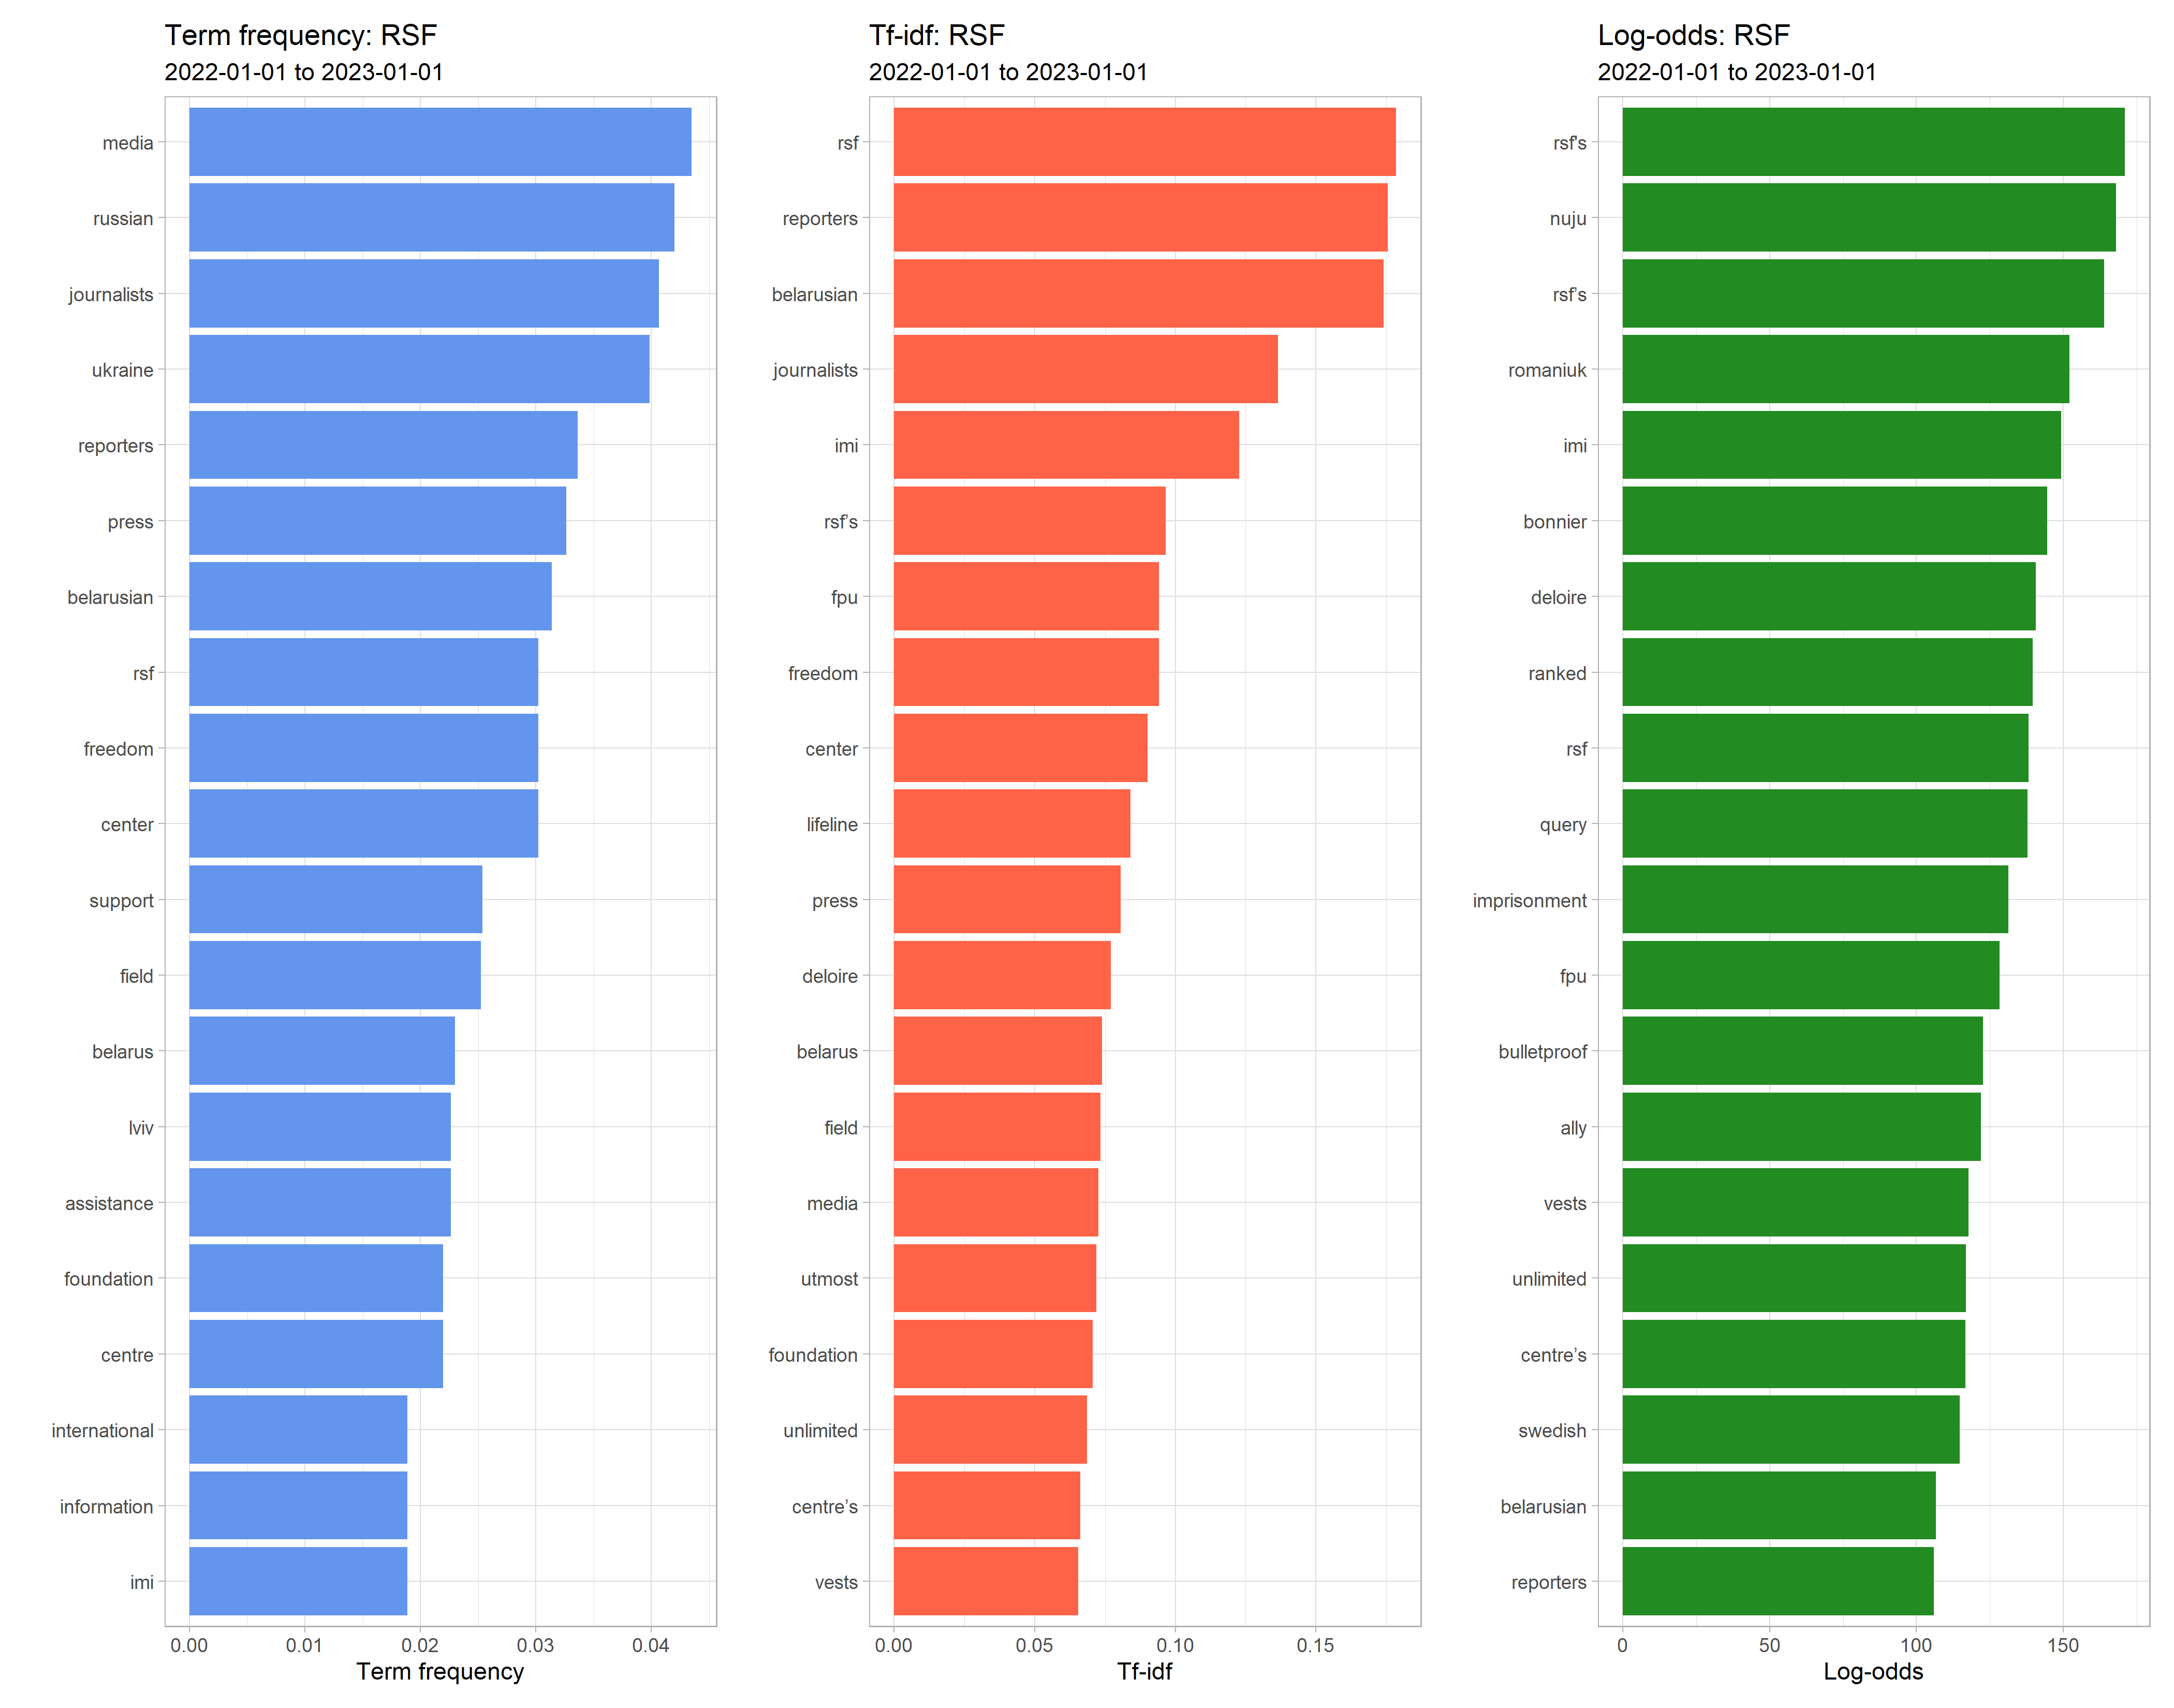 Term frequency: RSF
2022-01-01 to 2023-01-01
media
russian
journalists
ukraine
reporters
press
belarusian
rsf
freedom
center
support
field
belarus
lviv
assistance
foundation
centre
international
information
imi
0.00 0.01 0.02 0.03 0.04
Term frequency
Tf-idf: RSF
2022-01-01 to 2023-01-01
rsf
reporters
belarusian
journalists
imi
rsf’s
fpu
freedom
center
lifeline
press
deloire
belarus
field
media
utmost
foundation
unlimited
centre’s
vests
0.00 0.05 0.10 0.15
Tf-idf
Log-odds: RSF
2022-01-01 to 2023-01-01
rsf's
nuju
rsf’s
romaniuk
imi
bonnier
deloire
ranked
rsf
query
imprisonment
fpu
bulletproof
ally
vests
unlimited
centre’s
swedish
belarusian
reporters
0 50 100 150
Log-odds